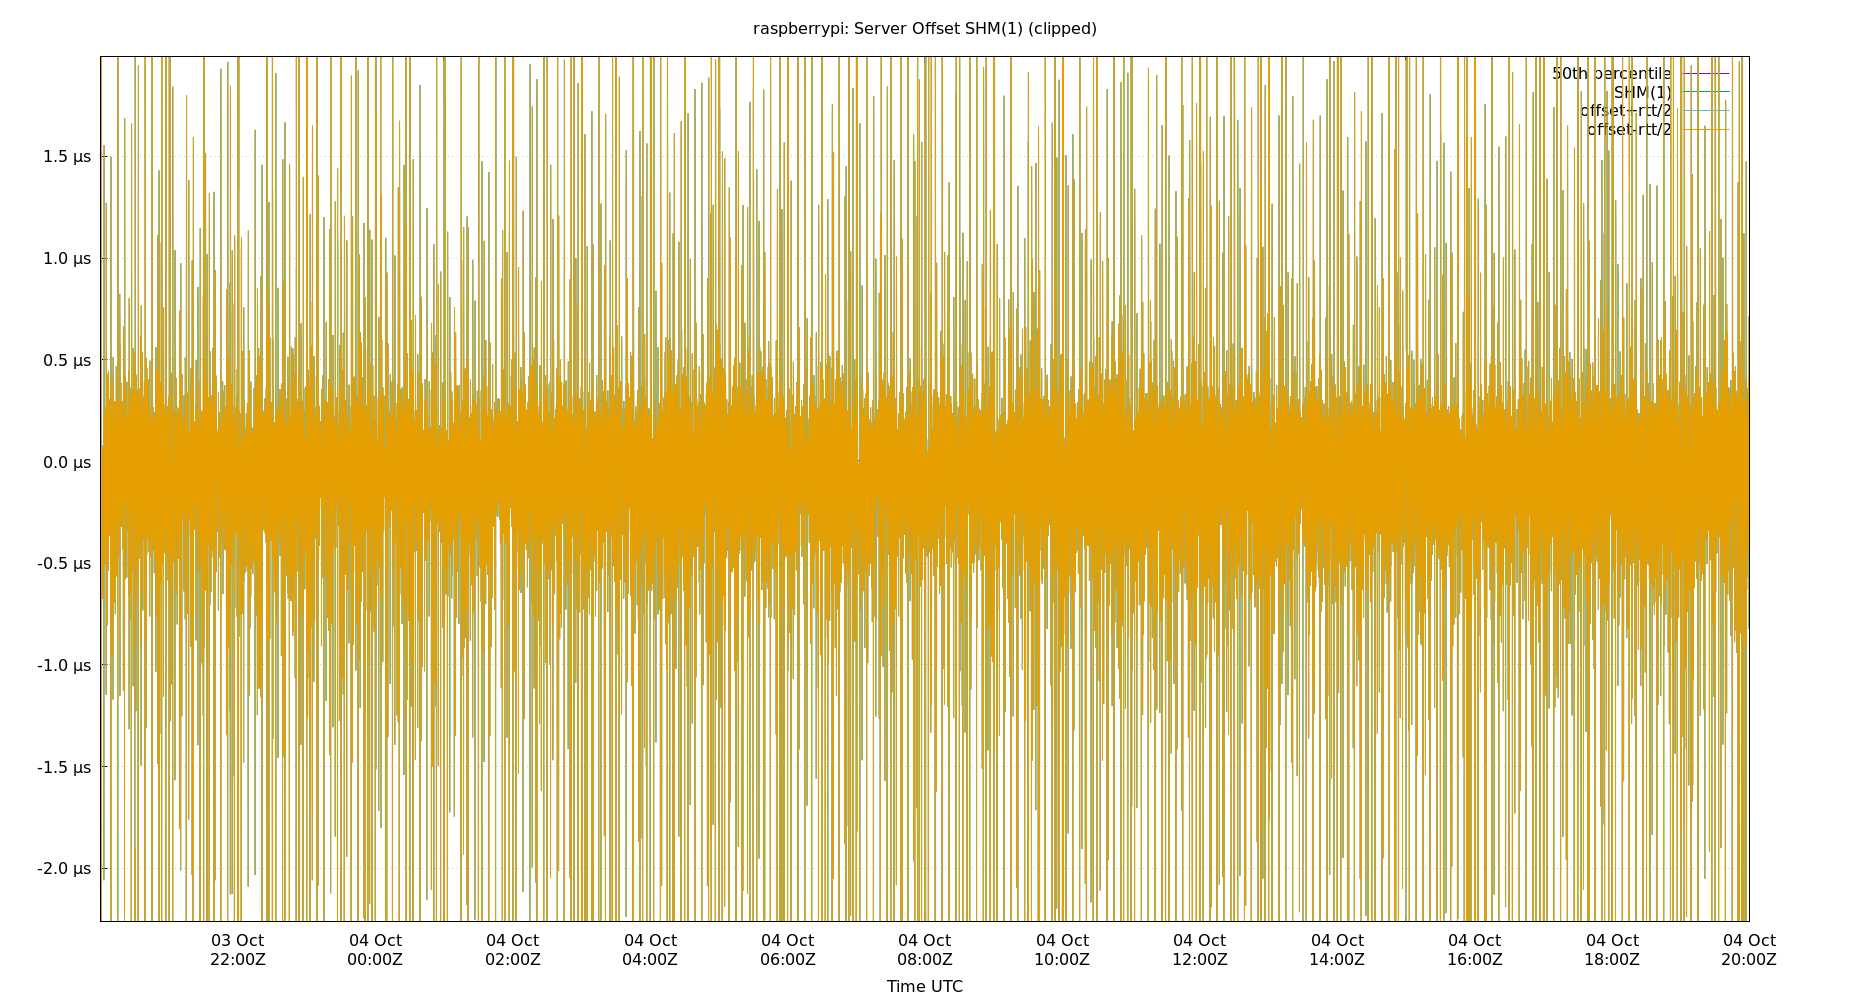 raspberrypi: Server Offset SHM(1) (clipped)
50th percentile
SHM(1)
offset+rtt/2
offset-rtt/2
1.5 µs
1.0 µs
0.5 µs
0.0 µs
-0.5 µs
-1.0 µs
-1.5 µs
-2.0 µs
03 Oct 04 Oct 04 Oct 04 Oct 04 Oct 04 Oct 04 Oct 04 Oct 04 Oct 04 Oct 04 Oct 04 Oct
22:00Z 00:00Z 02:00Z 04:00Z 06:00Z 08:00Z 10:00Z 12:00Z 14:00Z 16:00Z 18:00Z 20:00Z
Time UTC